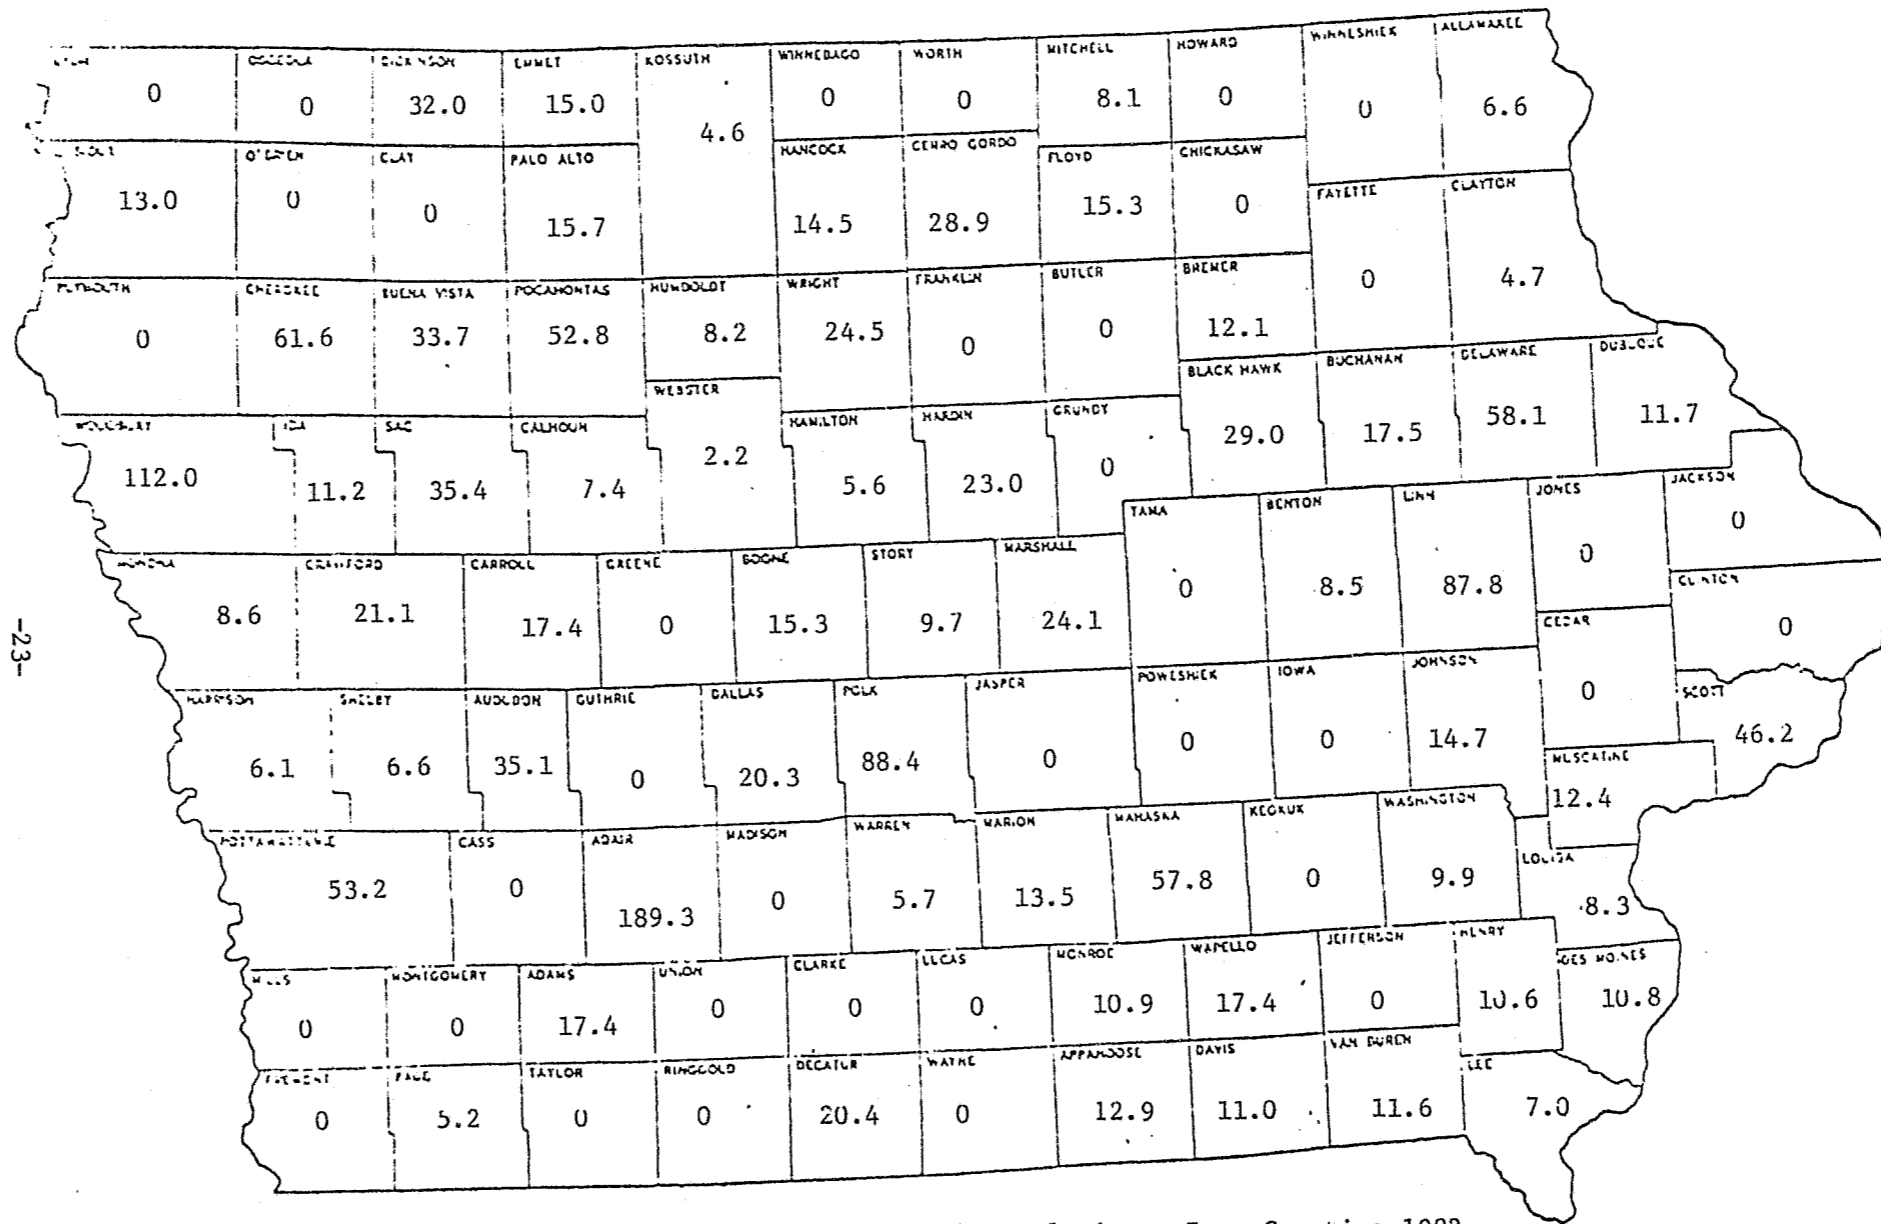 OSCEOLA DICKINSON EMMET KOSSUTH WINNEBAGO WORTH MITCHELL HOWARD WINNESHIEK ALLAMAKEE
0 0 32.0 15.0 4.6 0 0 8.1 0 0 6.6
SIOUX O'BRIEN CLAY PALO ALTO HANCOCK CERRO GORDO FLOYD CHICKASAW FAYETTE CLAYTON
13.0 0 0 15.7 14.5 28.9 15.3 0 0 4.7
PLYMOUTH CHEROKEE BUENA VISTA POCAHONTAS HUMBOLDT WRIGHT FRANKLIN BUTLER BREMER
0 61.6 33.7 52.8 8.2 24.5 0 0 12.1
WEBSTER BLACK HAWK BUCHANAN DELAWARE DUBUQUE
2.2 29.0 17.5 58.1 11.7
WOODBURY IDA SAC CALHOUN HAMILTON HARDIN GRUNDY
112.0 11.2 35.4 7.4 5.6 23.0 0
TAMA BENTON LINN JONES JACKSON
0 8.5 87.8 0 0
MONONA CRAWFORD CARROLL GREENE BOONE STORY MARSHALL CLINTON
8.6 21.1 17.4 0 15.3 9.7 24.1 0
-23-
HARRISON SHELBY AUDUBON GUTHRIE DALLAS POLK JASPER POWESHIEK IOWA JOHNSON CEDAR SCOTT
6.1 6.6 35.1 0 20.3 88.4 0 0 0 14.7 0 46.2
MUSCATINE
12.4
POTTAWATTAMIE CASS ADAIR MADISON WARREN MARION MAHASKA KEOKUK WASHINGTON LOUISA
53.2 0 189.3 0 5.7 13.5 57.8 0 9.9 8.3
MILLS MONTGOMERY ADAMS UNION CLARKE LUCAS MONROE WAPELLO JEFFERSON HENRY DES MOINES
0 0 17.4 0 0 0 10.9 17.4 0 10.6 10.8
FREMONT PAGE TAYLOR RINGGOLD DECATUR WAYNE APPANOOSE DAVIS VAN BUREN LEE
0 5.2 0 0 20.4 0 12.9 11.0 11.6 7.0